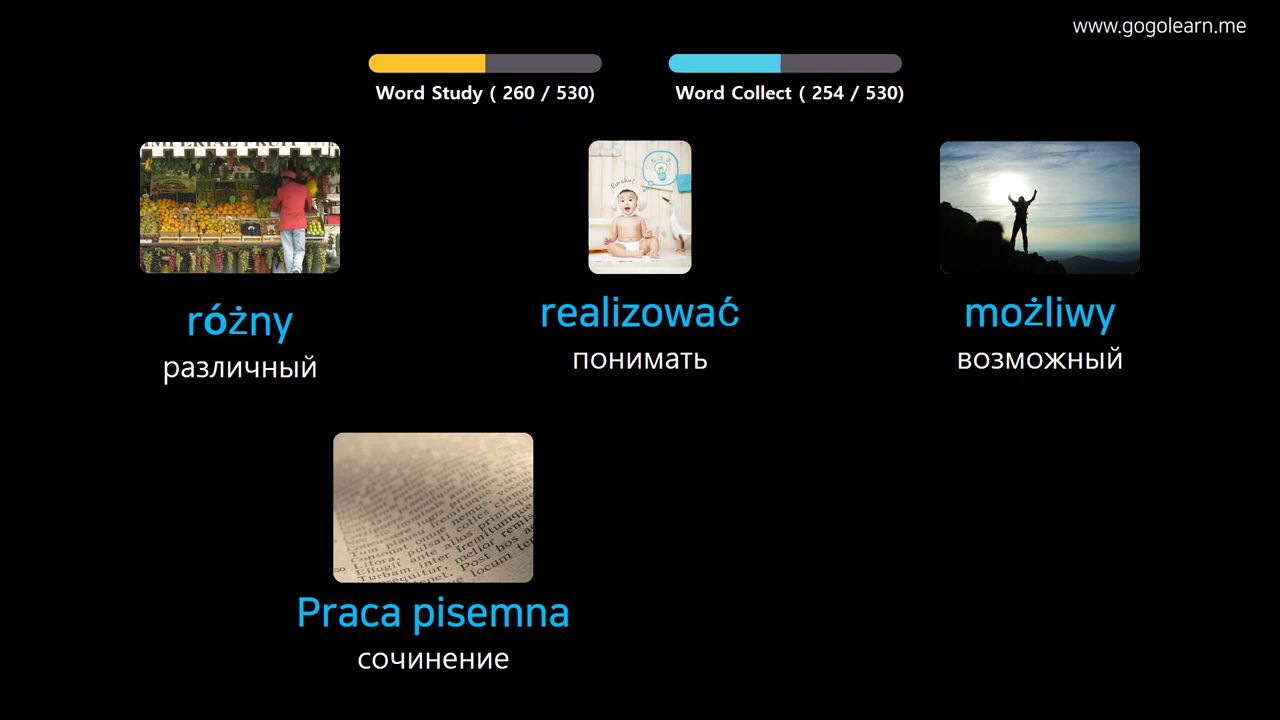 www.gogolearn.me
Word Study ( 260 / 530)
Word Collect ( 254 / 530)
Eureka!
różny
realizować
możliwy
различный
понимать
возможный
Praca pisemna
сочинение